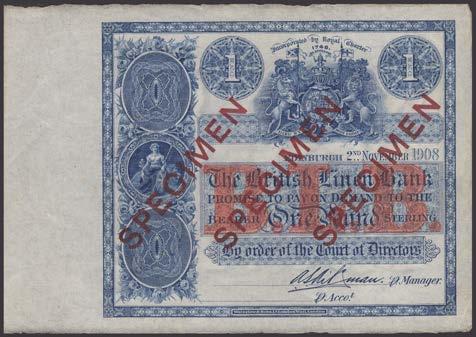 Incorporated by Royal Charter
1746.
1
1
EDINBURGH 2ND NOVEMBER 1908
The British Linen Bank
PROMISE TO PAY ON DEMAND TO THE
BEARER One Pound STERLING
By order of the Court of Directors
P. Manager.
P. Accot.
SPECIMEN
SPECIMEN
SPECIMEN